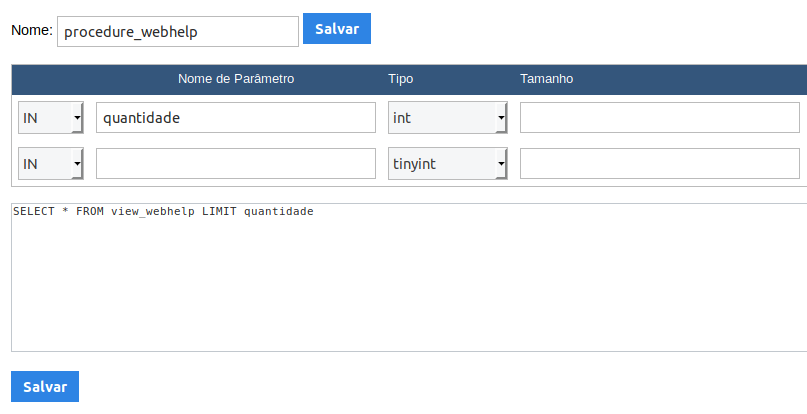 Nome: procedure_webhelp Salvar
Nome de Parâmetro Tipo Tamanho
IN quantidade int
IN tinyint
SELECT * FROM view_webhelp LIMIT quantidade
Salvar